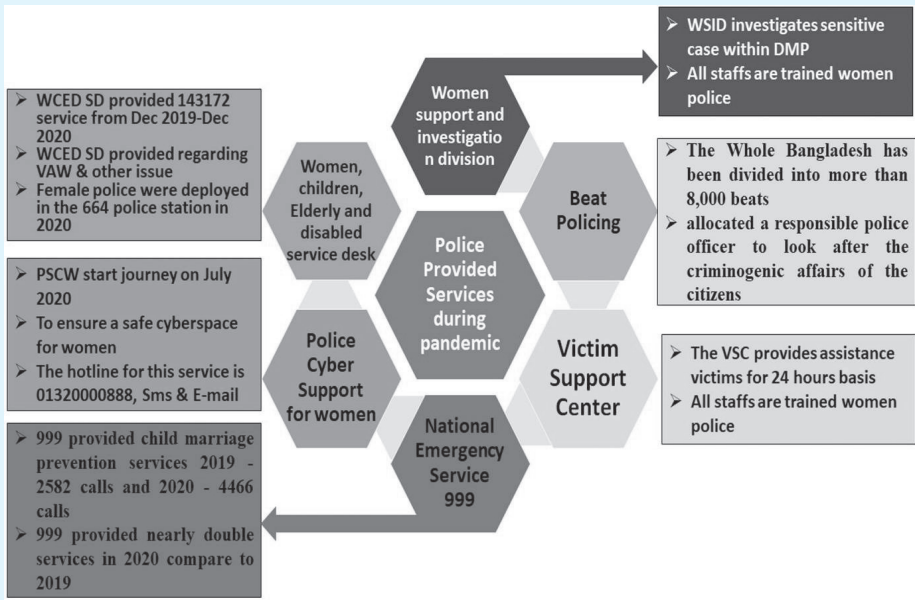 ➢ WSID investigates sensitive
case within DMP
➢ All staffs are trained women
police
Women
support and
investigatio
n division
➢ WCED SD provided 143172
service from Dec 2019-Dec
2020
➢ WCED SD provided regarding
VAW & other issue
➢ Female police were deployed
in the 664 police station in
2020
Women,
children,
Elderly and
disabled
service desk
Beat
Policing
➢ The Whole Bangladesh has
been divided into more than
8,000 beats
➢ allocated a responsible police
officer to look after the
criminogenic affairs of the
citizens
Police
Provided
Services
during
pandemic
➢ PSCW start journey on July
2020
➢ To ensure a safe cyberspace
for women
➢ The hotline for this service is
01320000888, Sms & E-mail
Police
Cyber
Support
for women
Victim
Support
Center
➢ The VSC provides assistance
victims for 24 hours basis
➢ All staffs are trained women
police
National
Emergency
Service
999
➢ 999 provided child marriage
prevention services 2019 -
2582 calls and 2020 - 4466
calls
➢ 999 provided nearly double
services in 2020 compare to
2019